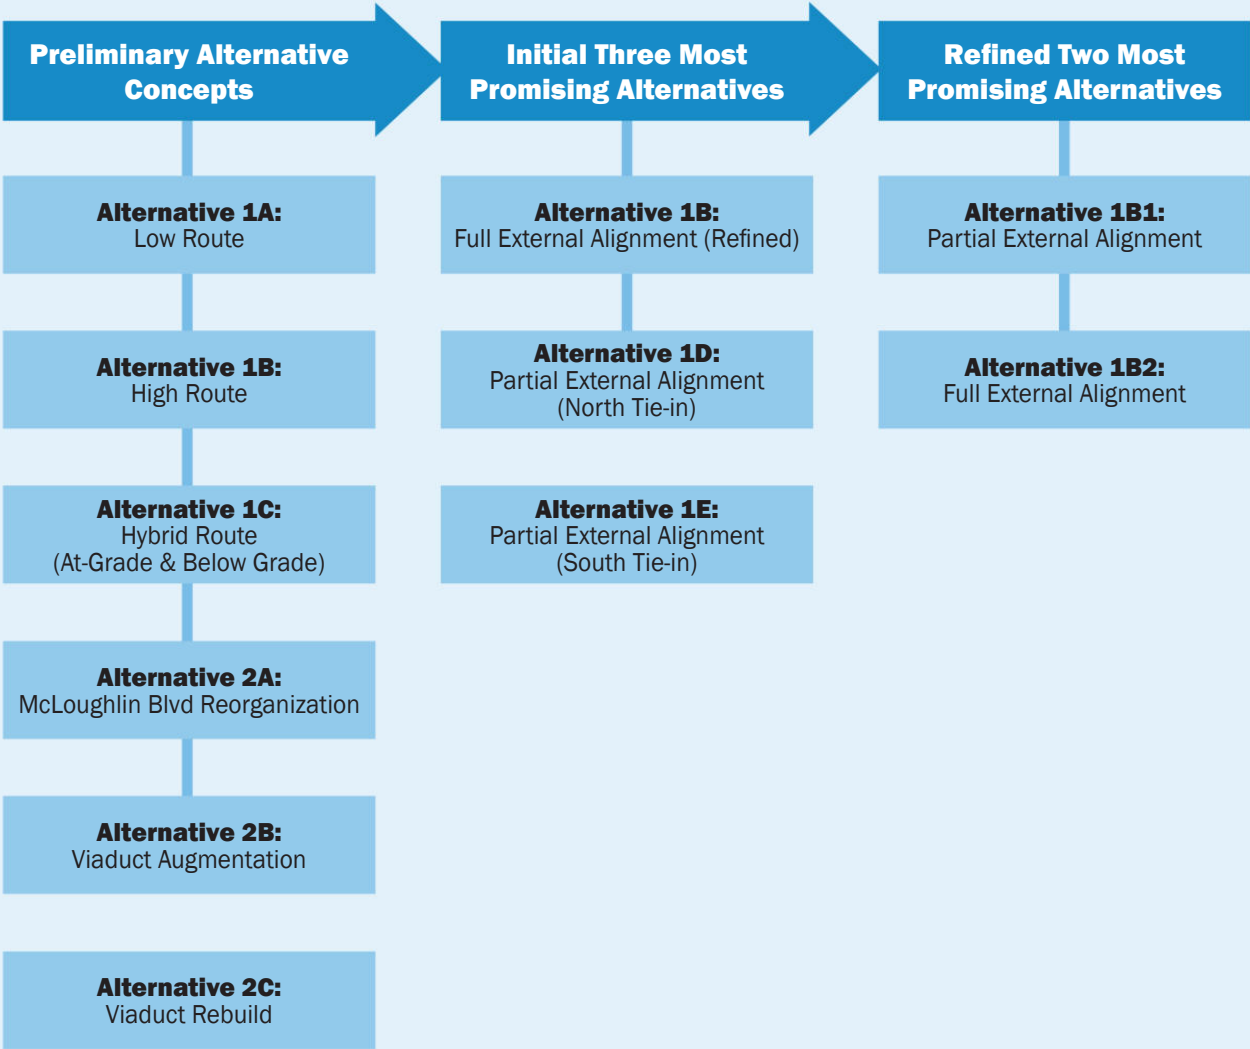 Preliminary Alternative
Concepts
Initial Three Most
Promising Alternatives
Refined Two Most
Promising Alternatives
Alternative 1A:
Low Route
Alternative 1B:
High Route
Alternative 1C:
Hybrid Route
(At-Grade & Below Grade)
Alternative 2A:
McLoughlin Blvd Reorganization
Alternative 2B:
Viaduct Augmentation
Alternative 2C:
Viaduct Rebuild
Alternative 1B:
Full External Alignment (Refined)
Alternative 1D:
Partial External Alignment
(North Tie-in)
Alternative 1E:
Partial External Alignment
(South Tie-in)
Alternative 1B1:
Partial External Alignment
Alternative 1B2:
Full External Alignment